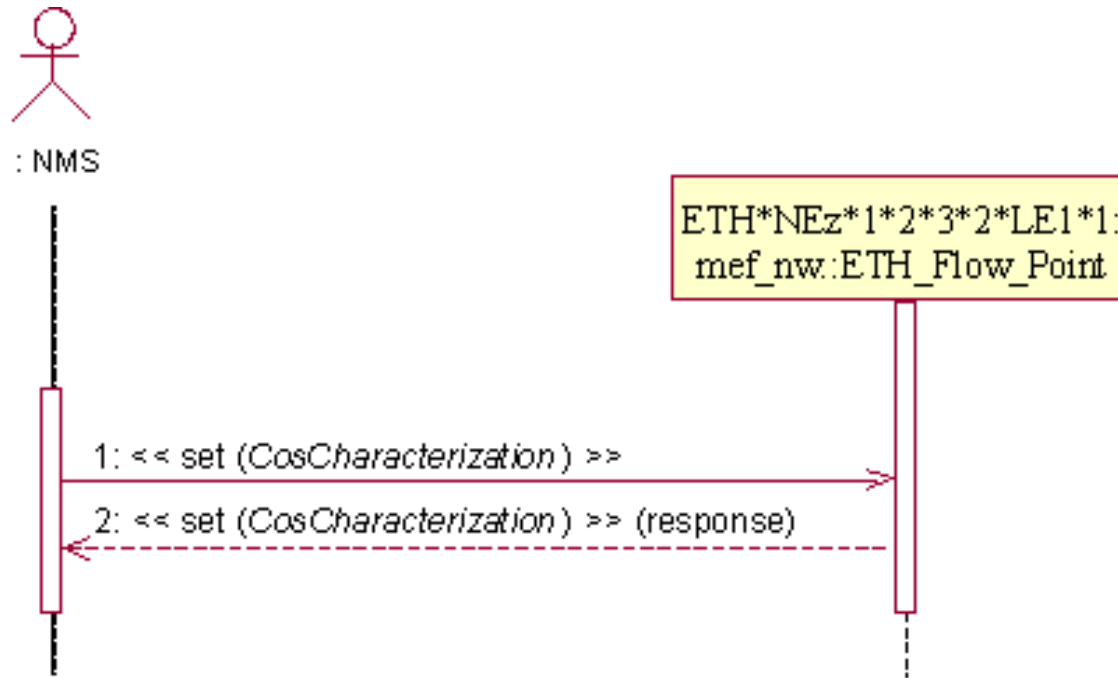 : NMS
ETH*NEz*1*2*3*2*LE1*1:
mef_nw::ETH_Flow_Point
1: << set (CosCharacterization) >>
2: << set (CosCharacterization) >> (response)